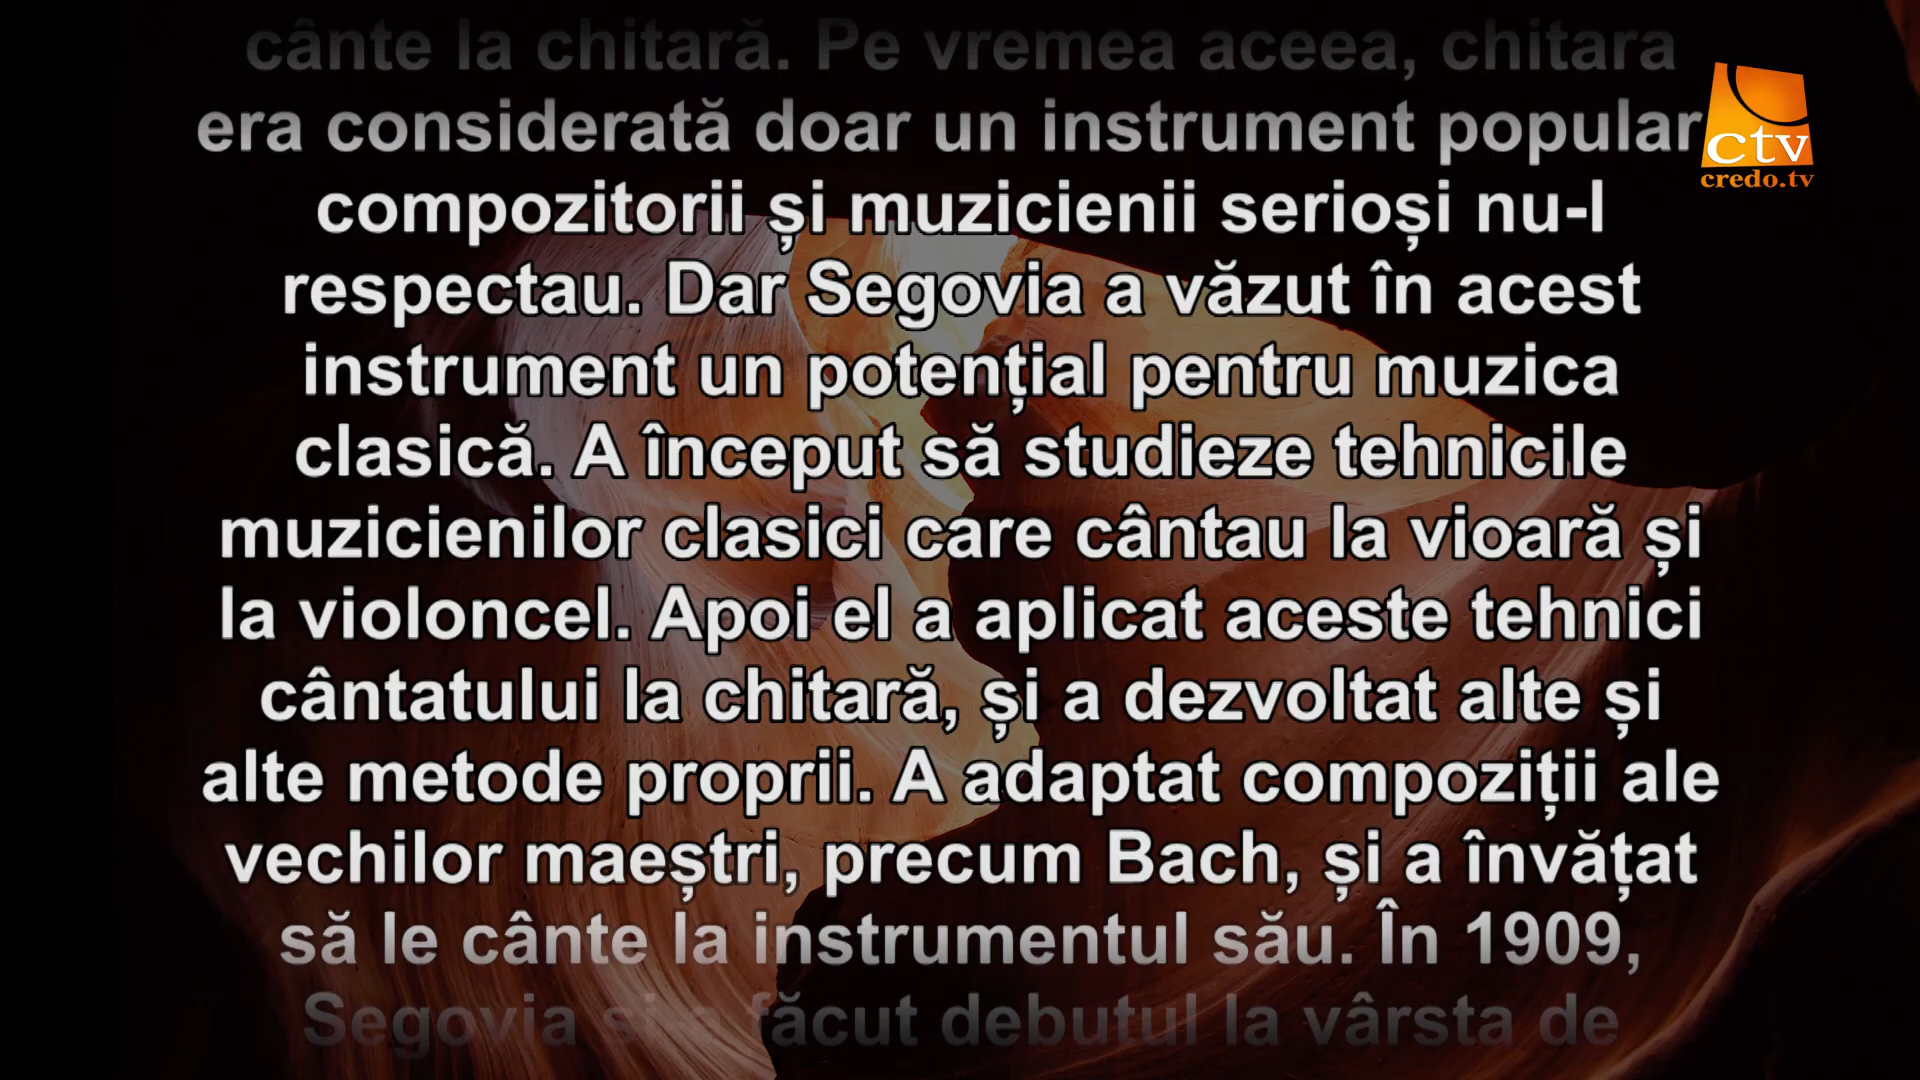 cânte la chitară. Pe vremea aceea, chitara
era considerată doar un instrument popular
compozitorii și muzicienii serioși nu-l
respectau. Dar Segovia a văzut în acest
instrument un potențial pentru muzica
clasică. A început să studieze tehnicile
muzicienilor clasici care cântau la vioară și
la violoncel. Apoi el a aplicat aceste tehnici
cântatului la chitară, și a dezvoltat alte și
alte metode proprii. A adaptat compoziții ale
vechilor maeștri, precum Bach, și a învățat
să le cânte la instrumentul său. În 1909,
Segovia și-a făcut debutul la vârsta de
ctv
credo.tv